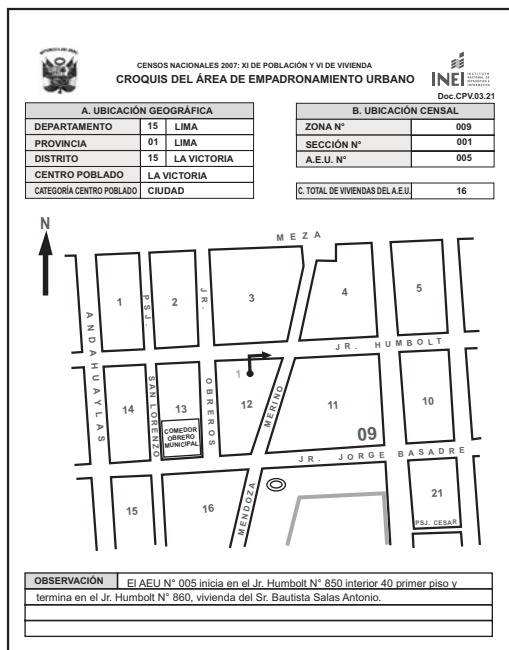 CENSOS NACIONALES 2007: XI DE POBLACIÓN Y VI DE VIVIENDA
CROQUIS DEL ÁREA DE EMPADRONAMIENTO URBANO
INEI
INSTITUTO NACIONAL DE ESTADÍSTICA E INFORMÁTICA
Doc.CPV.03.21
A. UBICACIÓN GEOGRÁFICA
DEPARTAMENTO 15 LIMA
PROVINCIA 01 LIMA
DISTRITO 15 LA VICTORIA
CENTRO POBLADO LA VICTORIA
CATEGORÍA CENTRO POBLADO CIUDAD
B. UBICACIÓN CENSAL
ZONA N° 009
SECCIÓN N° 001
A.E.U. N° 005
C. TOTAL DE VIVIENDAS DEL A.E.U. 16
N
MEZA
1
PSJ.
2
JR.
3
4
5
ANDAHUAYLAS
JR. HUMBOLT
1
14
SAN LORENZO
13
OBREROS
12
MERINO
11
10
COMEDOR
OBRERO
MUNICIPAL
09
JR. JORGE BASADRE
15
16
MENDOZA
21
PSJ. CESAR
OBSERVACIÓN El AEU N° 005 inicia en el Jr. Humbolt N° 850 interior 40 primer piso y
termina en el Jr. Humbolt N° 860, vivienda del Sr. Bautista Salas Antonio.